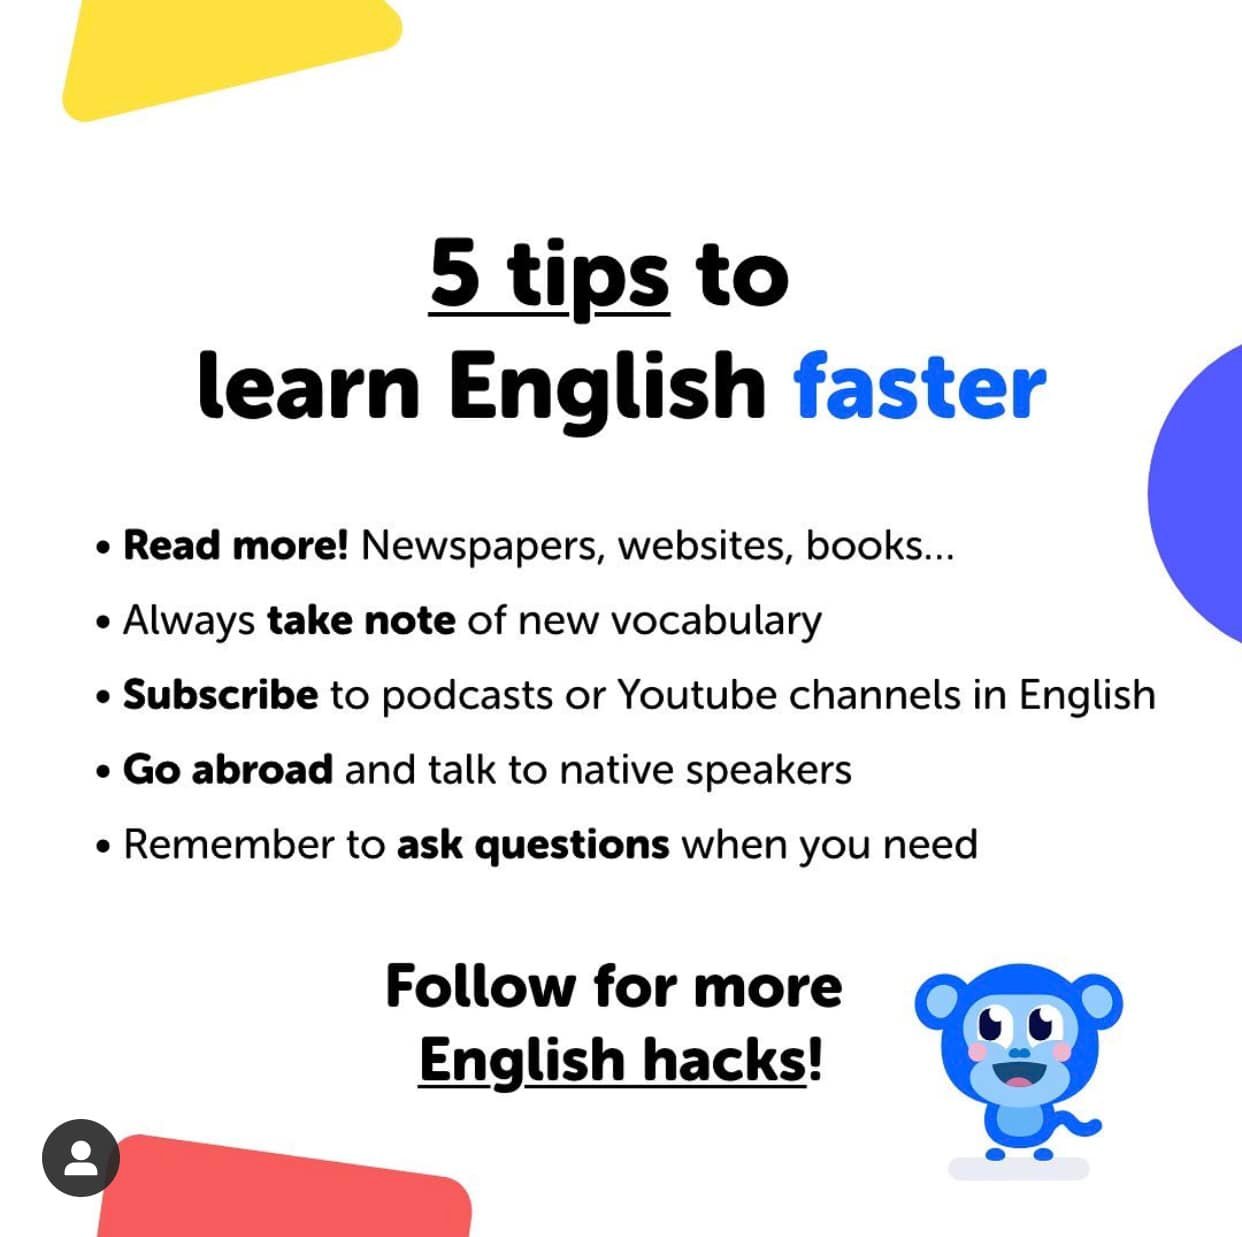 5 tips to
learn English faster
• Read more! Newspapers, websites, books...
• Always take note of new vocabulary
• Subscribe to podcasts or Youtube channels in English
• Go abroad and talk to native speakers
• Remember to ask questions when you need
Follow for more
English hacks!